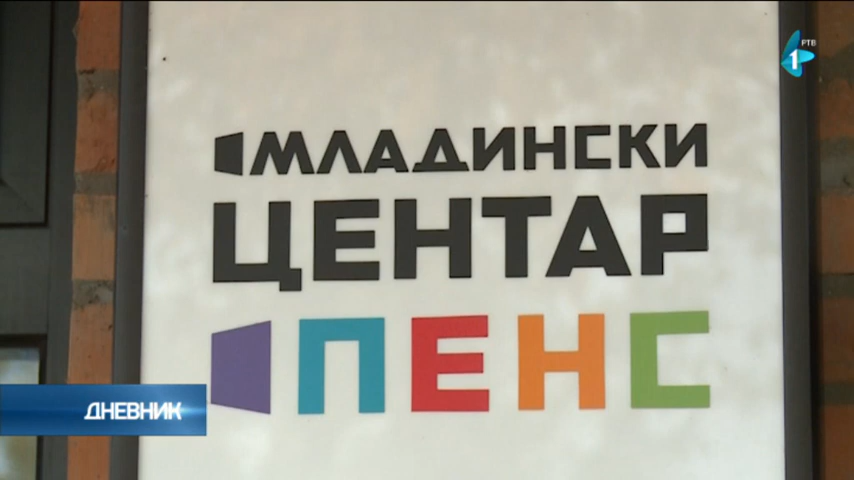 РТВ
1
МЛАДИНСКИ
ЦЕНТАР
ПЕНС
ДНЕВНИК